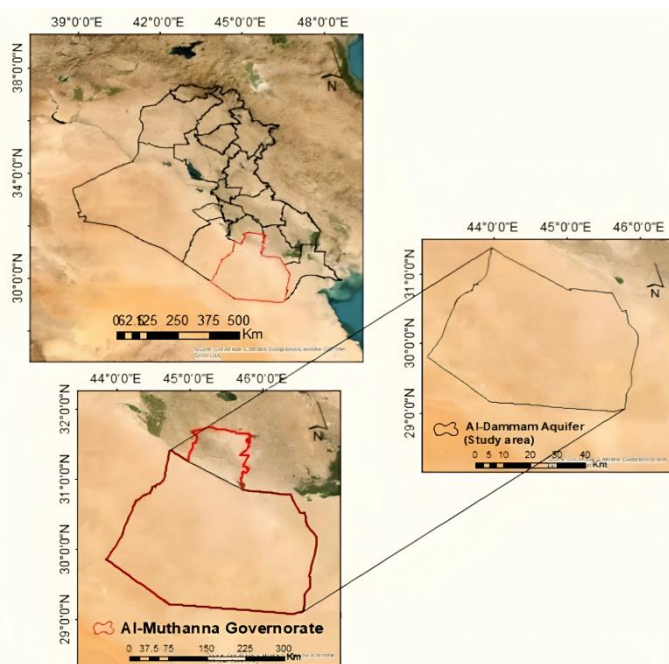 39°0'0"E 42°0'0"E 45°0'0"E 48°0'0"E
38°0'0"N
34°0'0"N
30°0'0"N
N
062.5125 250 375 500
Km
44°0'0"E 45°0'0"E 46°0'0"E
31°0'0"N
30°0'0"N
29°0'0"N
N
Al-Dammam Aquifer
(Study area)
0 5 10 20 30 40
Km
44°0'0"E 45°0'0"E 46°0'0"E
32°0'0"N
31°0'0"N
30°0'0"N
29°0'0"N
N
Al-Muthanna Governorate
0 37.5 75 150 225 300
Km